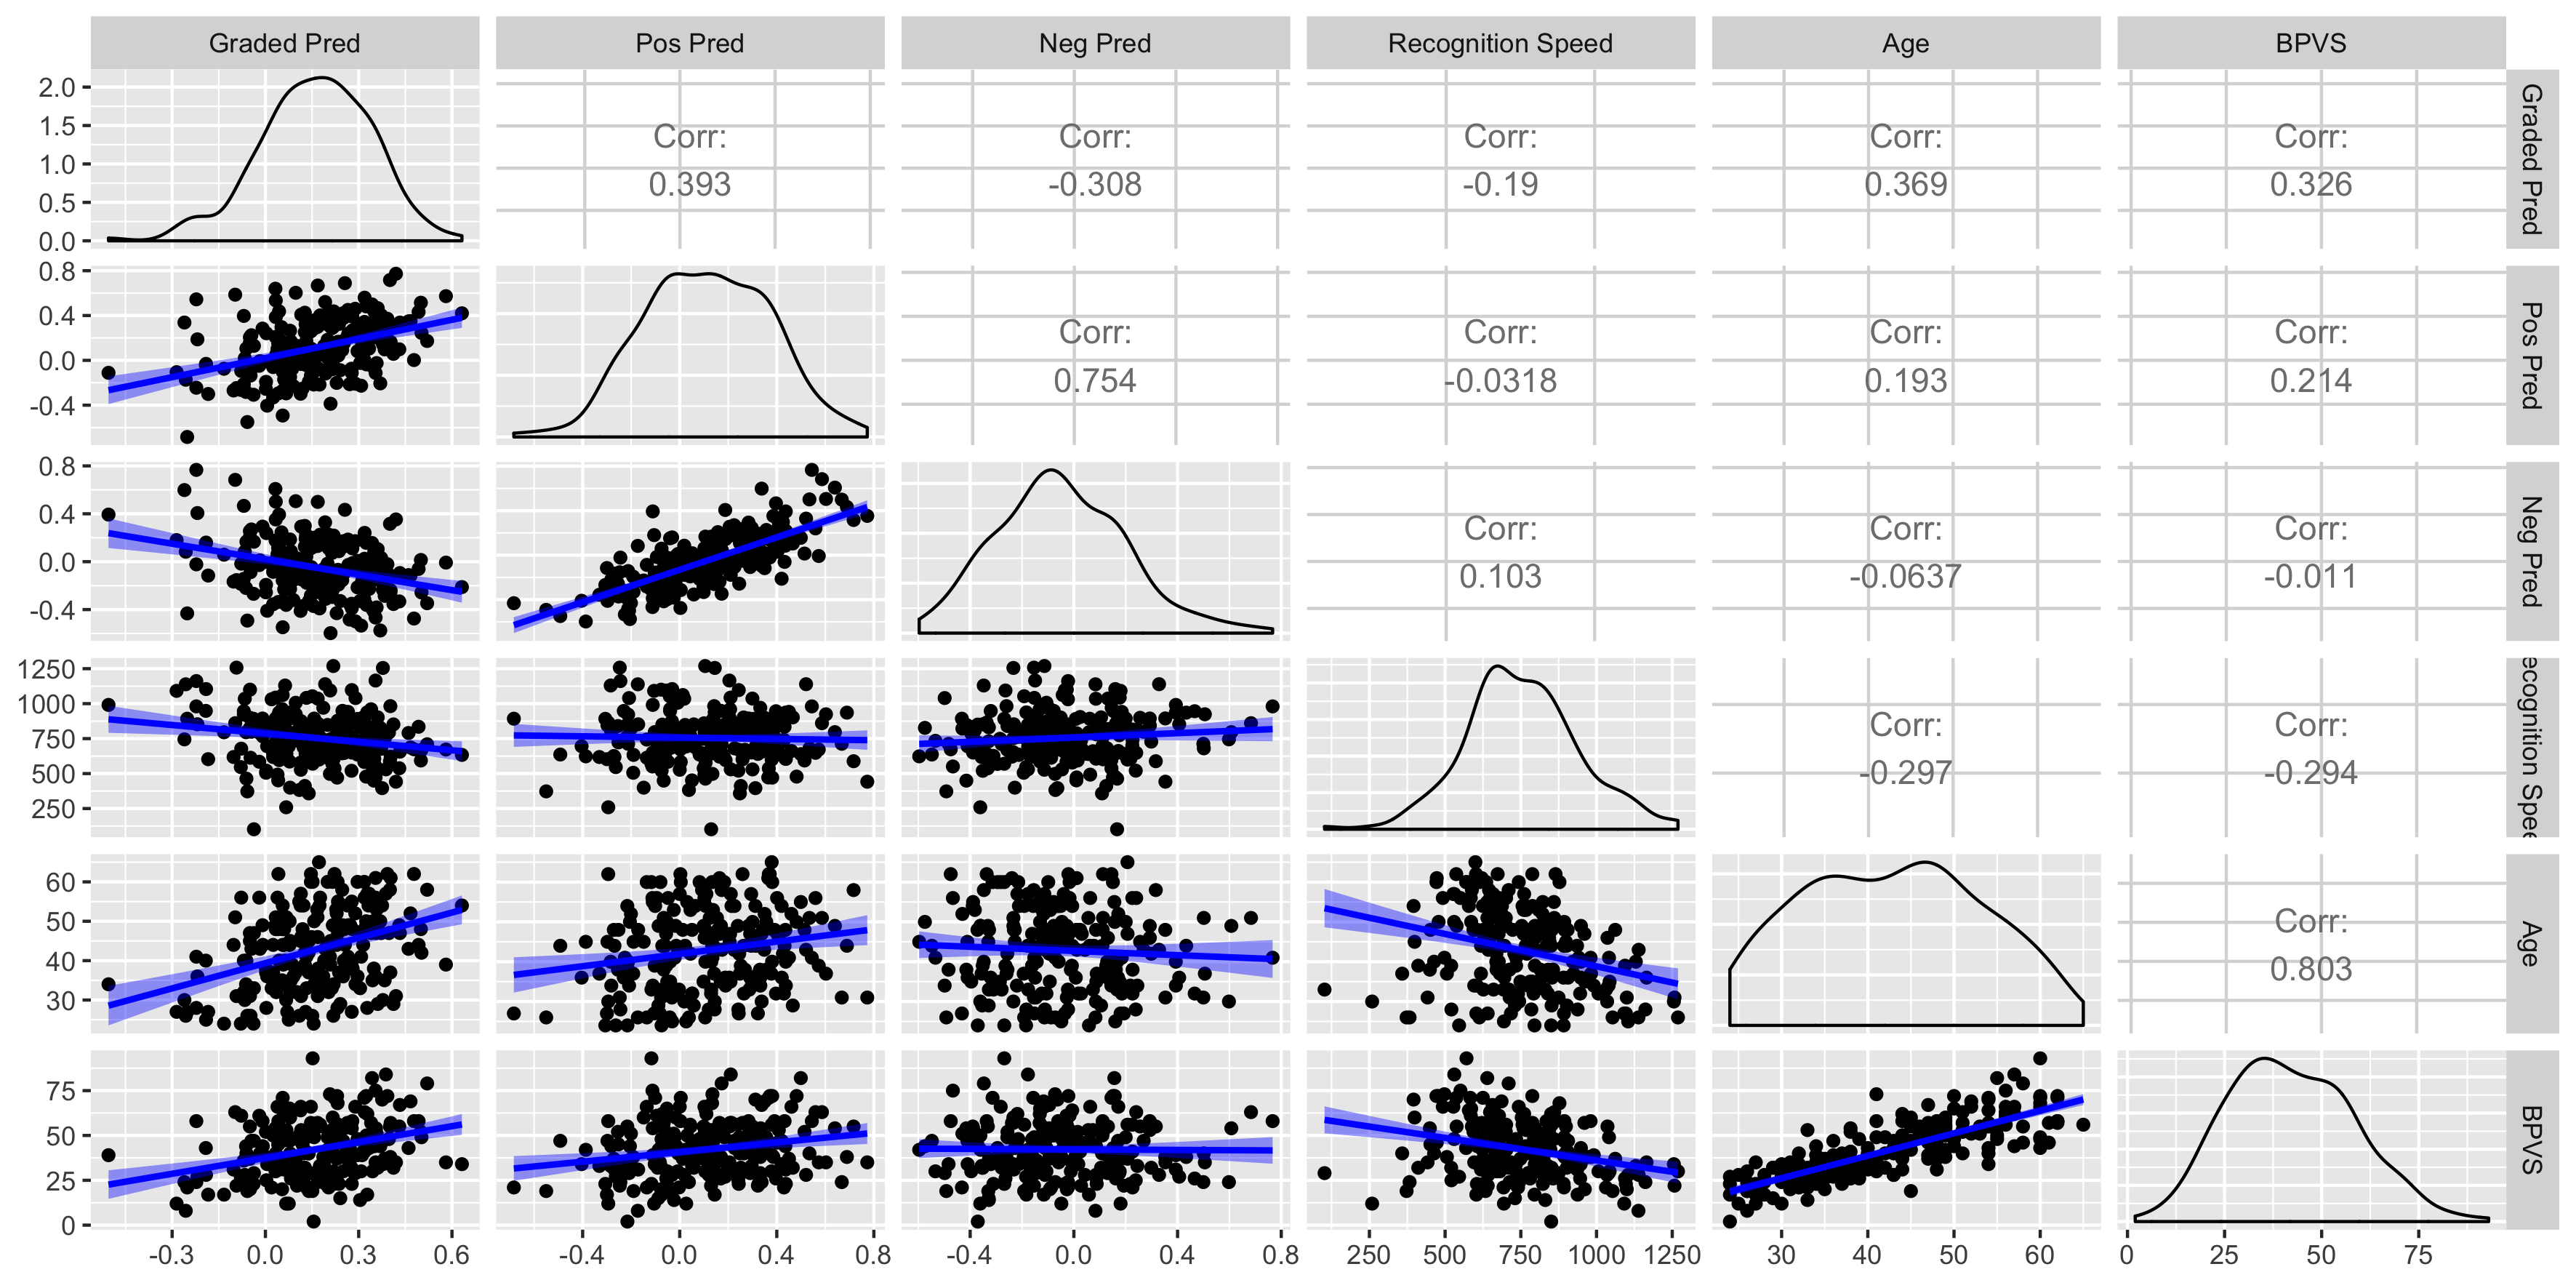 Graded Pred Pos Pred Neg Pred Recognition Speed Age BPVS
2.0
1.5
1.0
0.5
0.0
Corr: Corr: Corr: Corr: Corr:
0.393 -0.308 -0.19 0.369 0.326
Graded Pred
0.8
0.4
0.0
-0.4
Corr: Corr: Corr: Corr:
0.754 -0.0318 0.193 0.214
Pos Pred
0.8
0.4
0.0
-0.4
Corr: Corr: Corr:
0.103 -0.0637 -0.011
Neg Pred
1250
1000
750
500
250
Corr: Corr:
-0.297 -0.294
ecognition Spee
60
50
40
30
Corr:
0.803
Age
75
50
25
0
BPVS
-0.3 0.0 0.3 0.6 -0.4 0.0 0.4 0.8 -0.4 0.0 0.4 0.8 250 500 750 1000 1250 30 40 50 60 0 25 50 75